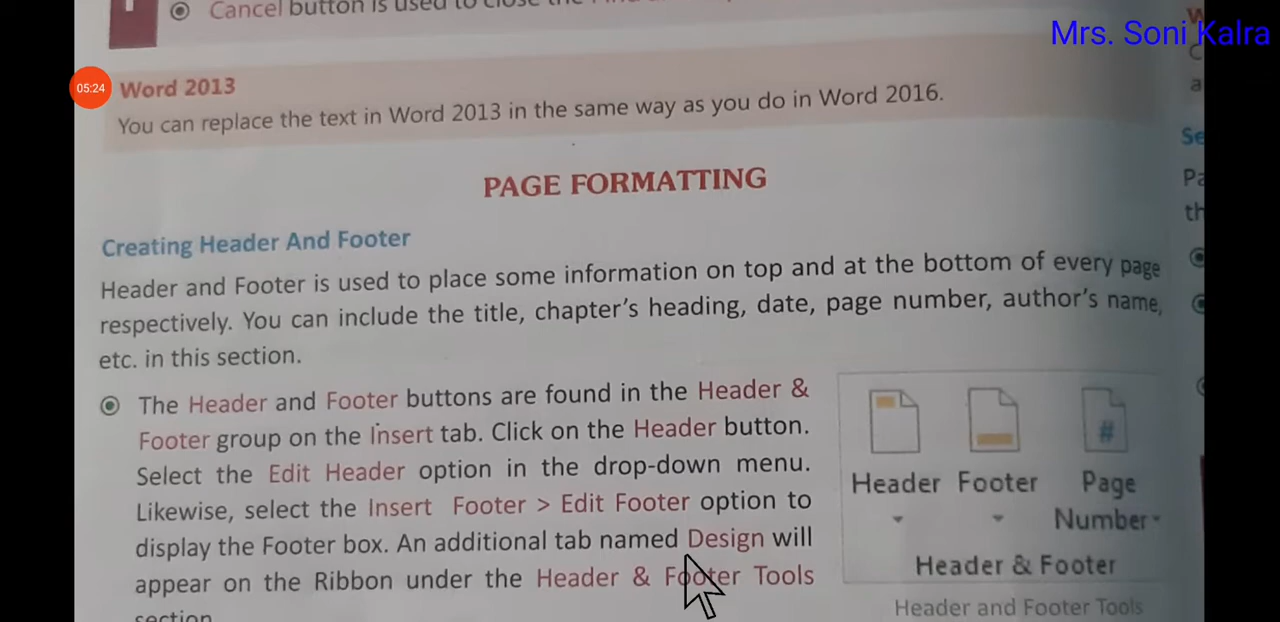 Cancel button is used to close the
Mrs. Soni Kalra
05:24
Word 2013
You can replace the text in Word 2013 in the same way as you do in Word 2016.
PAGE FORMATTING
Creating Header And Footer
Header and Footer is used to place some information on top and at the bottom of every page
respectively. You can include the title, chapter's heading, date, page number, author's name,
etc. in this section.
The Header and Footer buttons are found in the Header &
Footer group on the Insert tab. Click on the Header button.
Select the Edit Header option in the drop-down menu.
Likewise, select the Insert Footer > Edit Footer option to
display the Footer box. An additional tab named Design will
appear on the Ribbon under the Header & Footer Tools
section
#
Header Footer Page
Number
Header & Footer
Header and Footer Tools
W
C
a
Se
Pa
th